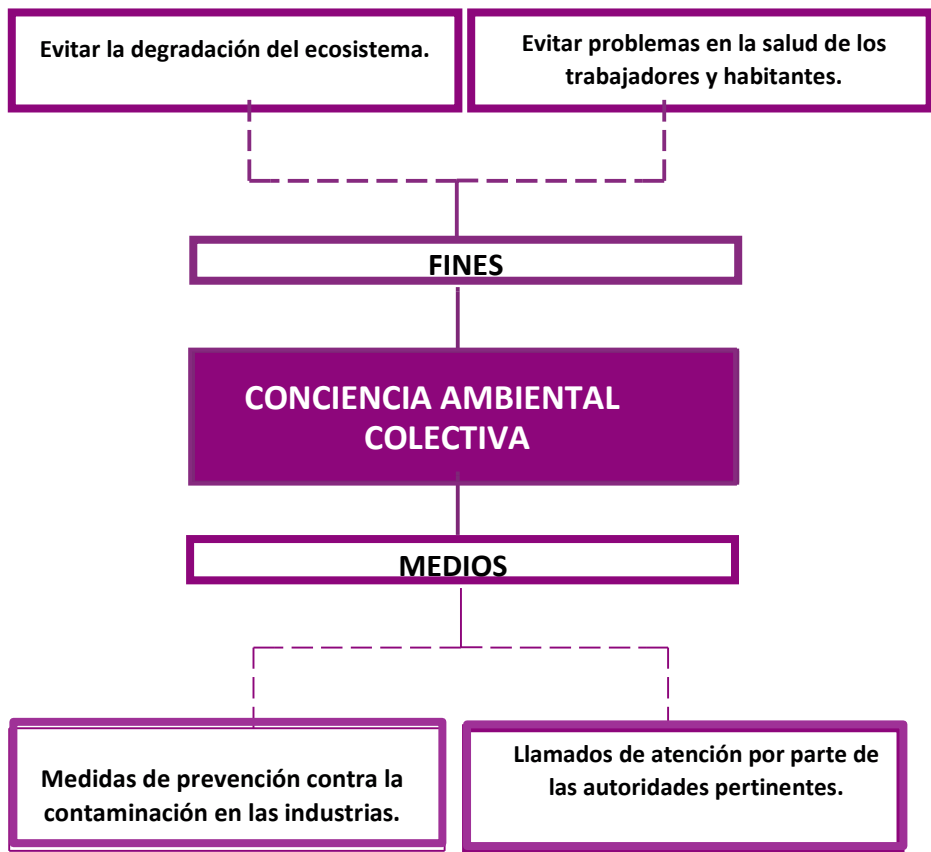 Evitar la degradación del ecosistema.
Evitar problemas en la salud de los
trabajadores y habitantes.
FINES
CONCIENCIA AMBIENTAL
COLECTIVA
MEDIOS
Medidas de prevención contra la
contaminación en las industrias.
Llamados de atención por parte de
las autoridades pertinentes.